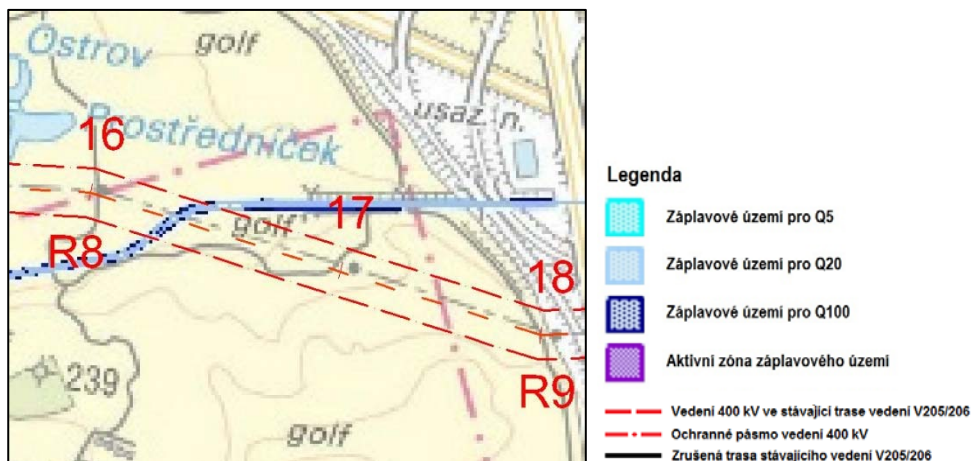 Ostrov
golf
Prostředníček
usaz. n.
16
golf
17
R8
18
239
R9
golf
Legenda
Záplavové území pro Q5
Záplavové území pro Q20
Záplavové území pro Q100
Aktivní zóna záplavového území
Vedení 400 kV ve stávající trase vedení V205/206
Ochranné pásmo vedení 400 kV
Zrušená trasa stávajícího vedení V205/206